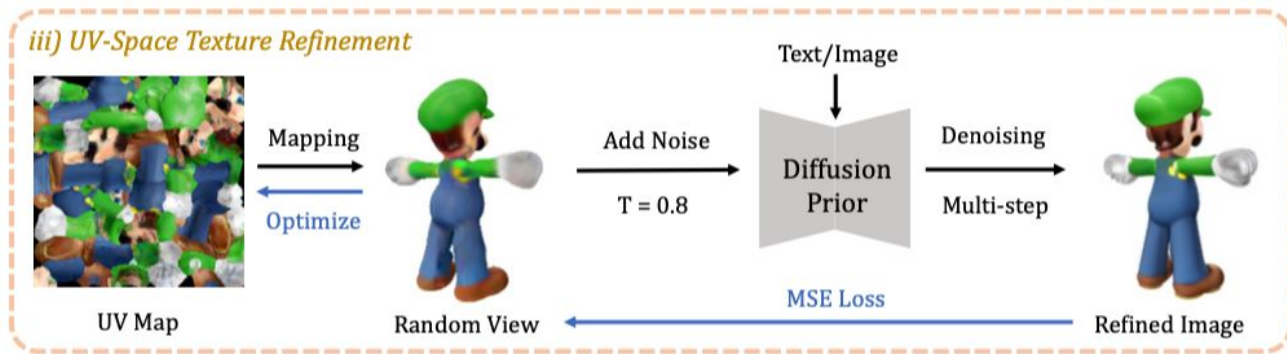 iii) UV-Space Texture Refinement
Text/Image
Mapping
Optimize
Add Noise
T = 0.8
Diffusion
Prior
Denoising
Multi-step
MSE Loss
UV Map
Random View
Refined Image